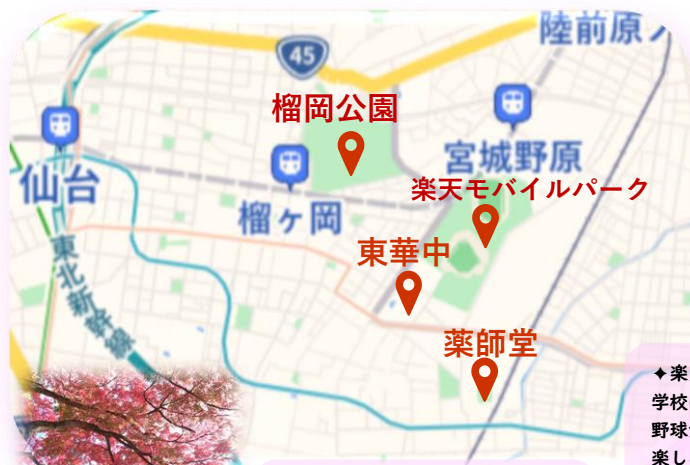 陸前原ノ
45
榴岡公園
宮城野原
仙台
楽天モバイルパーク
榴ヶ岡
東華中
東北新幹線
薬師堂
✦楽
学校
野球
楽し